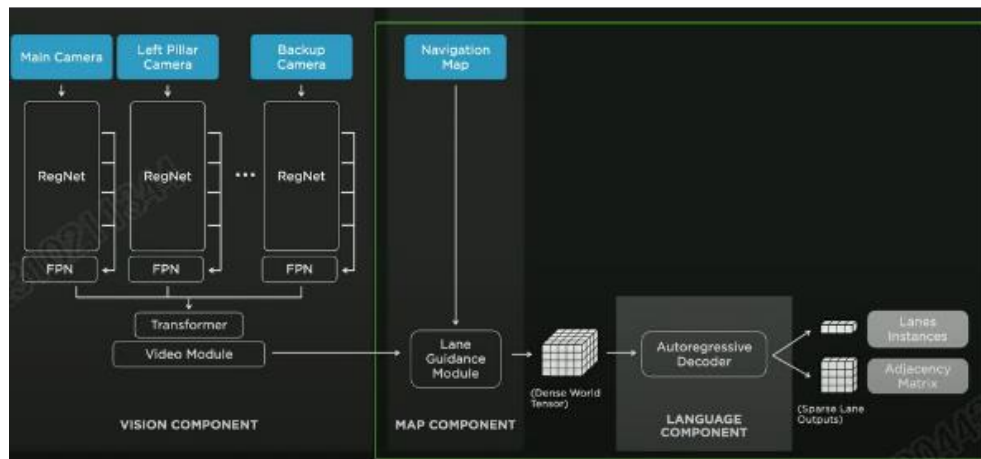 Main Camera
Left Pillar
Camera
Backup
Camera
Navigation
Map
RegNet
RegNet
...
RegNet
FPN
FPN
FPN
Transformer
Video Module
Lane
Guidance
Module
(Dense World
Tensor)
Autoregressive
Decoder
Lanes
Instances
Adjacency
Matrix
(Sparse Lane
Outputs)
VISION COMPONENT
MAP COMPONENT
LANGUAGE
COMPONENT